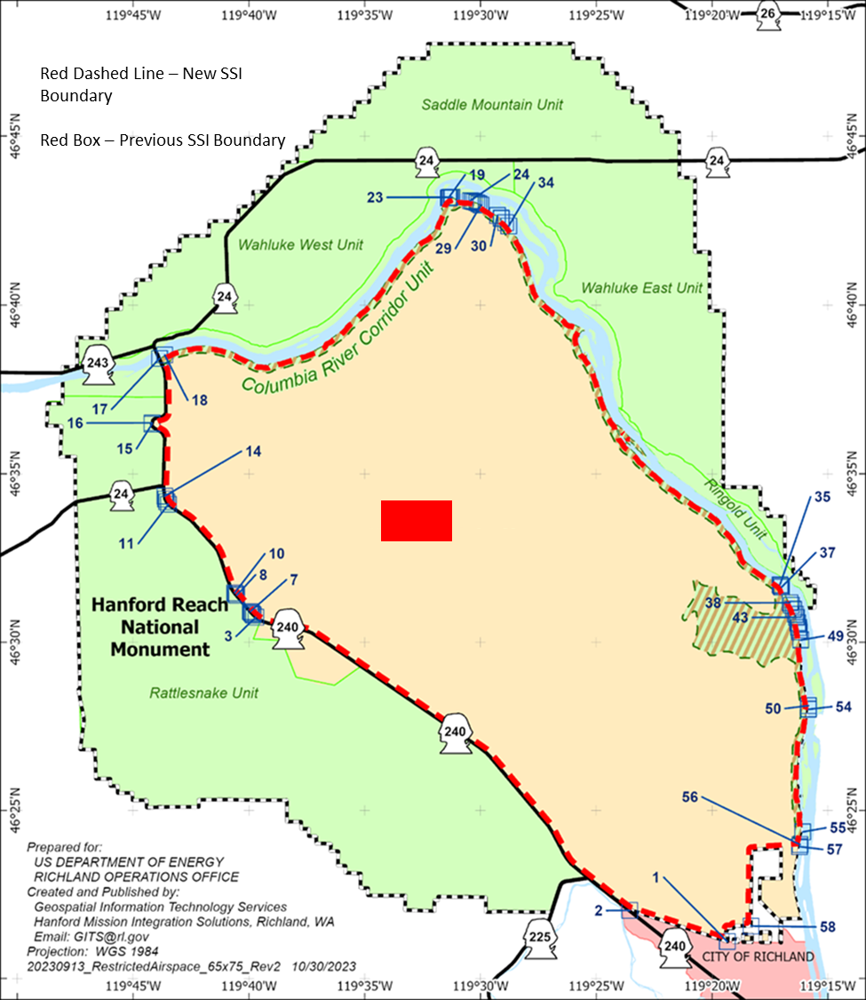 119°45'W 119°40'W 119°35'W 119°30'W 119°25'W 119°20'W 119°15'W
26
Red Dashed Line – New SSI
Boundary
Red Box – Previous SSI Boundary
Saddle Mountain Unit
46°45'N
46°45'N
24
24
19
24
34
23
29
30
Wahluke West Unit
Wahluke East Unit
24
46°40'N
46°40'N
Columbia River Corridor Unit
243
17
18
16
15
14
46°35'N
46°35'N
24
11
Ringold Unit
35
37
10
8
7
3
38
43
49
Hanford Reach
National
Monument
240
46°30'N
46°30'N
Rattlesnake Unit
50
54
240
56
46°25'N
46°25'N
55
57
1
2
58
225
240
CITY OF RICHLAND
Prepared for:
US DEPARTMENT OF ENERGY
RICHLAND OPERATIONS OFFICE
Created and Published by:
Geospatial Information Technology Services
Hanford Mission Integration Solutions, Richland, WA
Email: GITS@rl.gov
Projection: WGS 1984
20230913_RestrictedAirspace_65x75_Rev2 10/30/2023
119°45'W 119°40'W 119°35'W 119°30'W 119°25'W 119°20'W 119°15'W